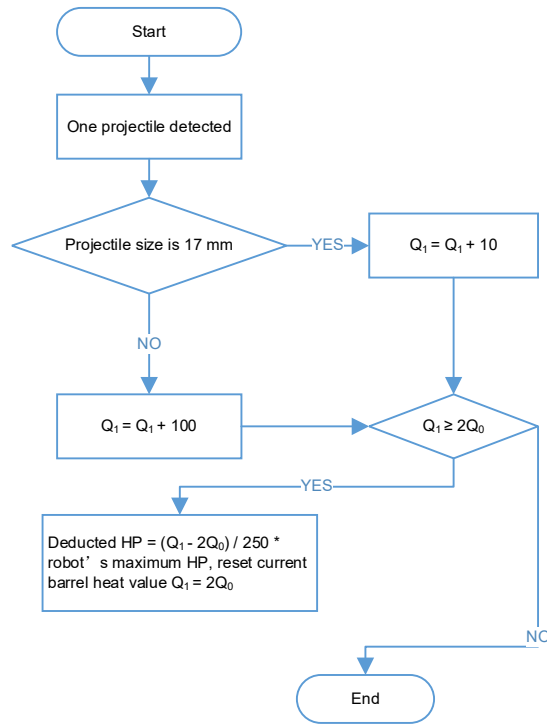 Start
One projectile detected
Projectile size is 17 mm
YES
Q₁ = Q₁ + 10
NO
Q₁ = Q₁ + 100
Q₁ ≥ 2Q₀
YES
Deducted HP = (Q₁ - 2Q₀) / 250 *
robot’s maximum HP, reset current
barrel heat value Q₁ = 2Q₀
NO
End